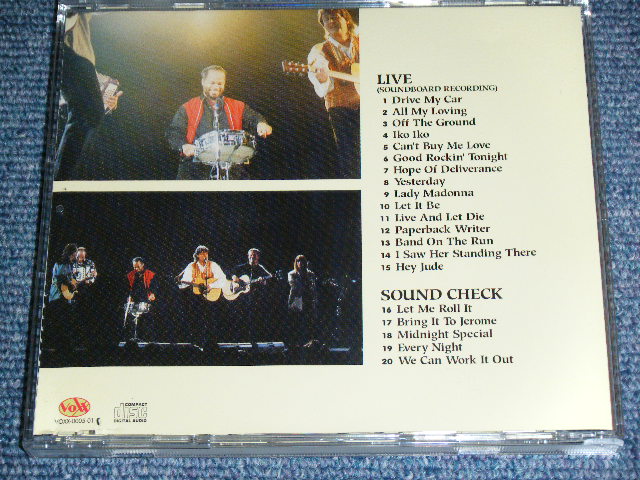 LIVE
(SOUNDBOARD RECORDING)
1 Drive My Car
2 All My Loving
3 Off The Ground
4 Iko Iko
5 Can't Buy Me Love
6 Good Rockin' Tonight
7 Hope Of Deliverance
8 Yesterday
9 Lady Madonna
10 Let It Be
11 Live And Let Die
12 Paperback Writer
13 Band On The Run
14 I Saw Her Standing There
15 Hey Jude
SOUND CHECK
16 Let Me Roll It
17 Bring It To Jerome
18 Midnight Special
19 Every Night
20 We Can Work It Out
VOXX
VOXX-0003-01
COMPACT
disc
DIGITAL AUDIO